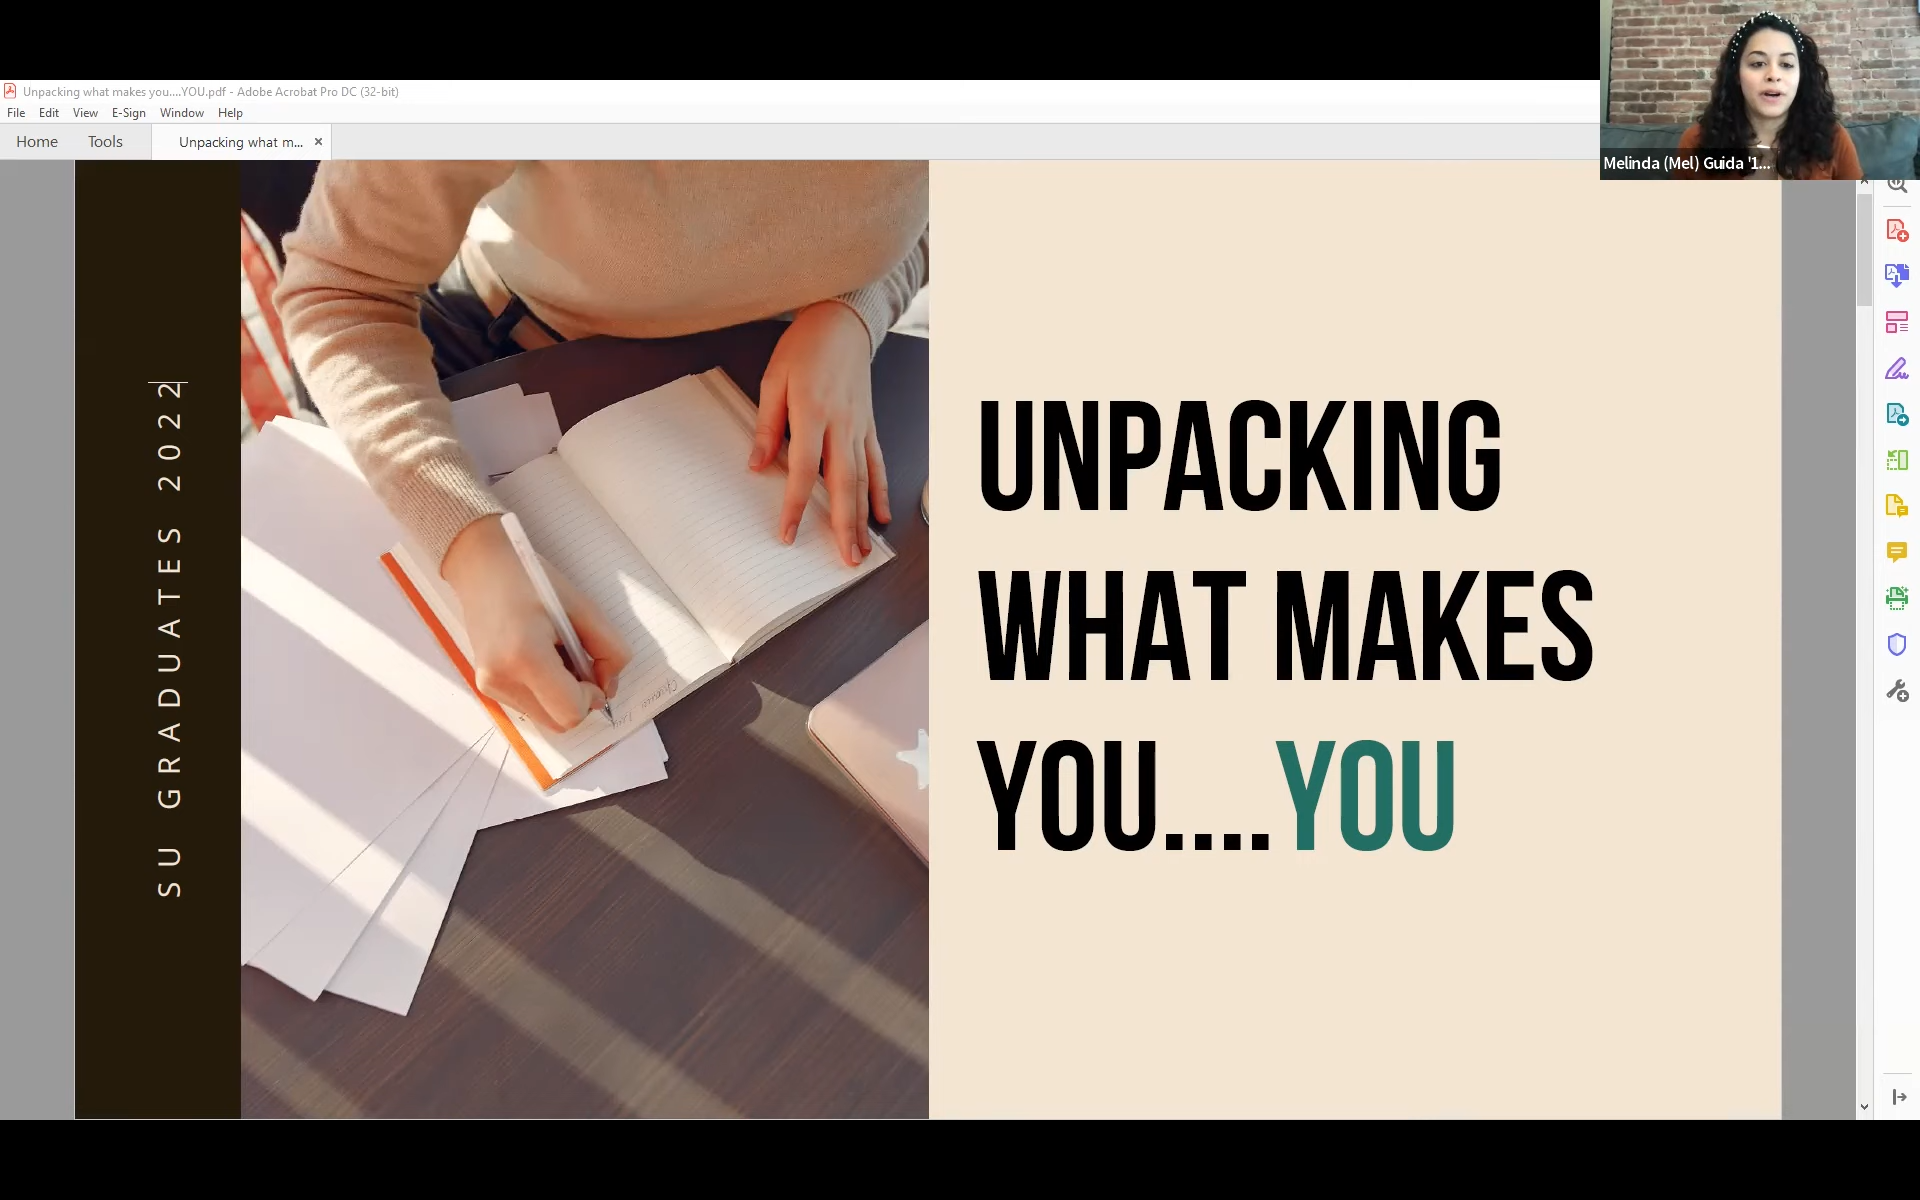 Unpacking what makes you....YOU.pdf - Adobe Acrobat Pro DC (32-bit)
File Edit View E-Sign Window Help
Home Tools Unpacking what m... ×
Melinda (Mel) Guida '1...
SU GRADUATES 2022
UNPACKING
WHAT MAKES
YOU....YOU